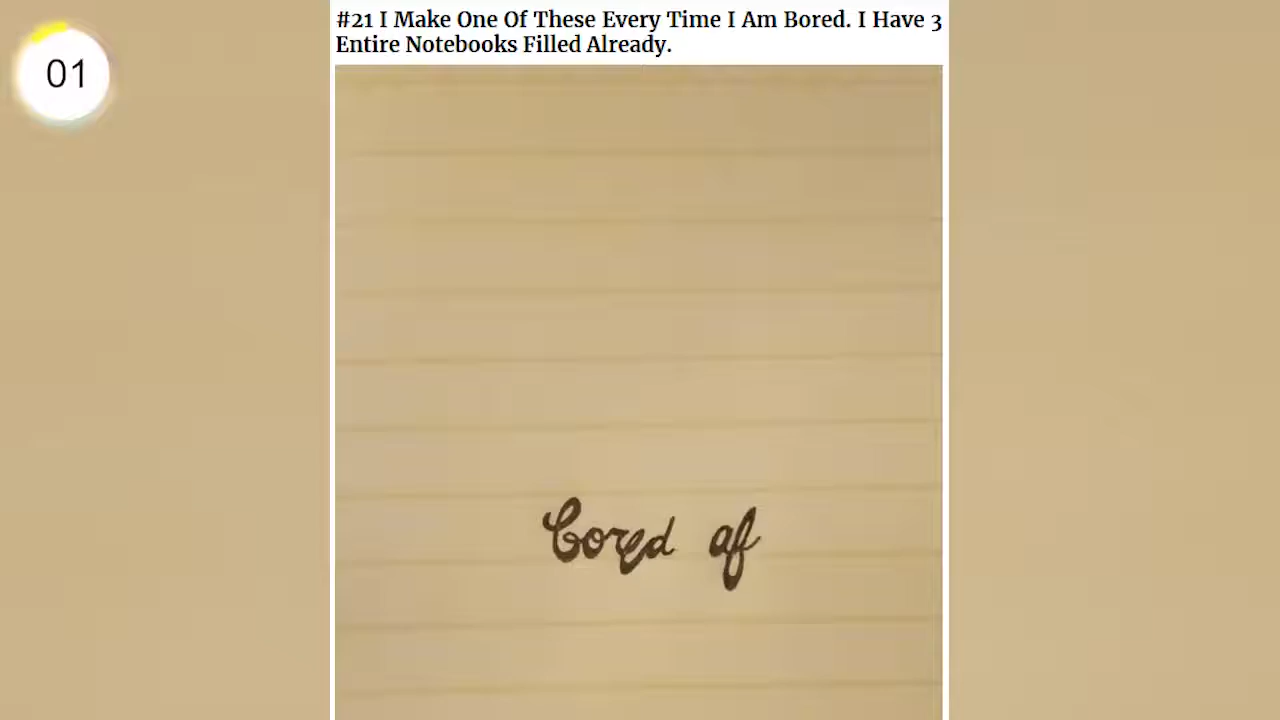 01
#21 I Make One Of These Every Time I Am Bored. I Have 3
Entire Notebooks Filled Already.
bored af